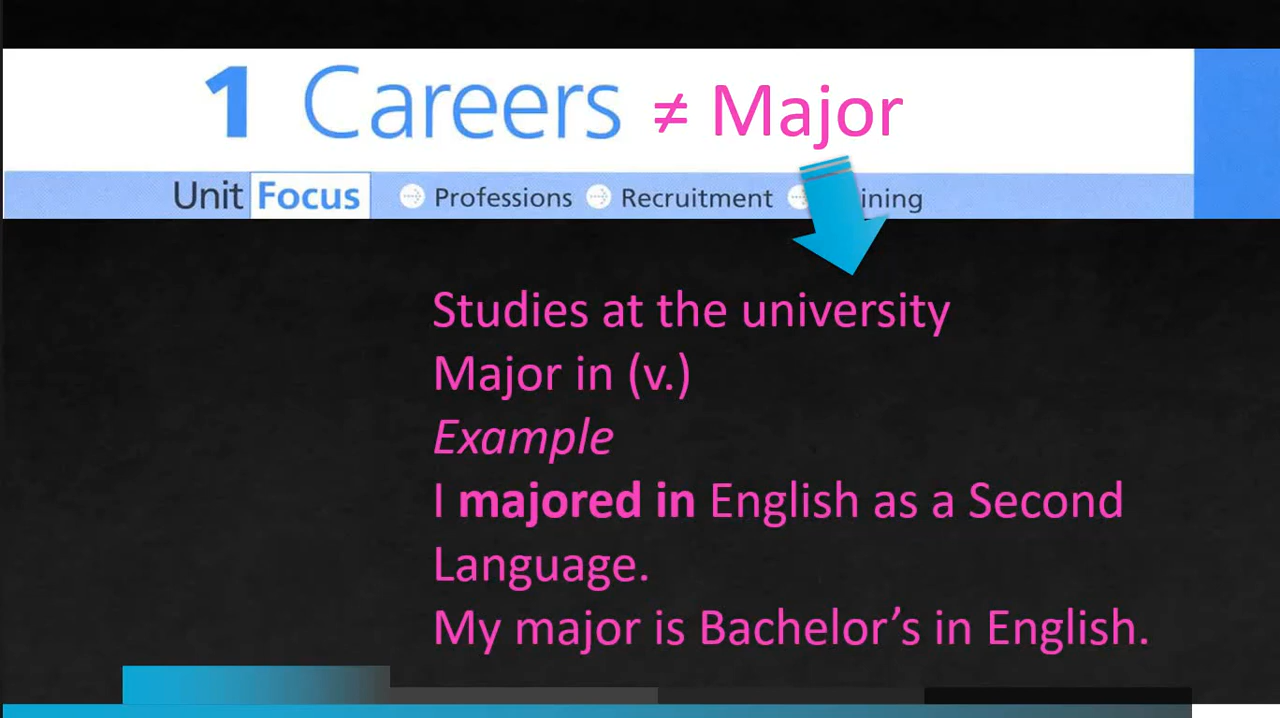 1 Careers ≠ Major
Unit Focus Professions Recruitment
Studies at the university
Major in (v.)
Example
I majored in English as a Second
Language.
My major is Bachelor’s in English.